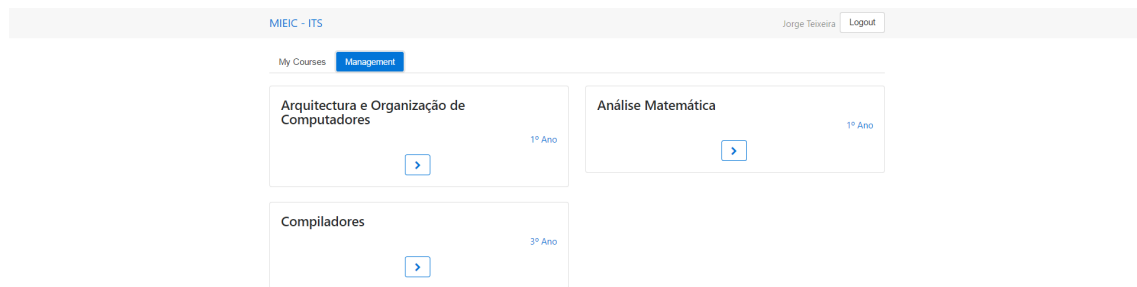 MIEIC - ITS
Jorge Teixeira
Logout
My Courses
Management
Arquitectura e Organização de
Computadores
1º Ano
Análise Matemática
1º Ano
Compiladores
3º Ano